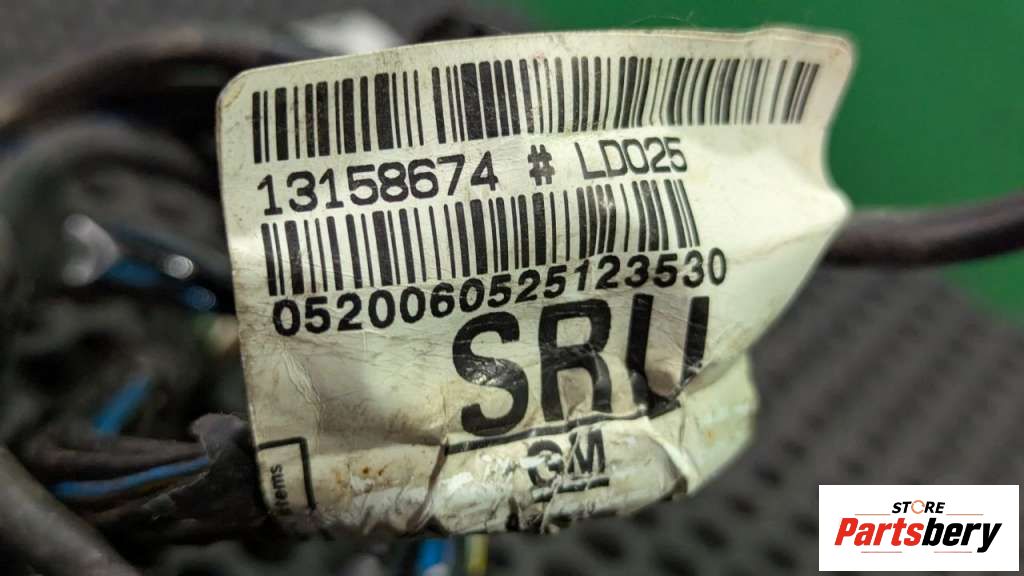 13158674 # LD025
0520060525123530
SRU
GM
STORE
Partsbery